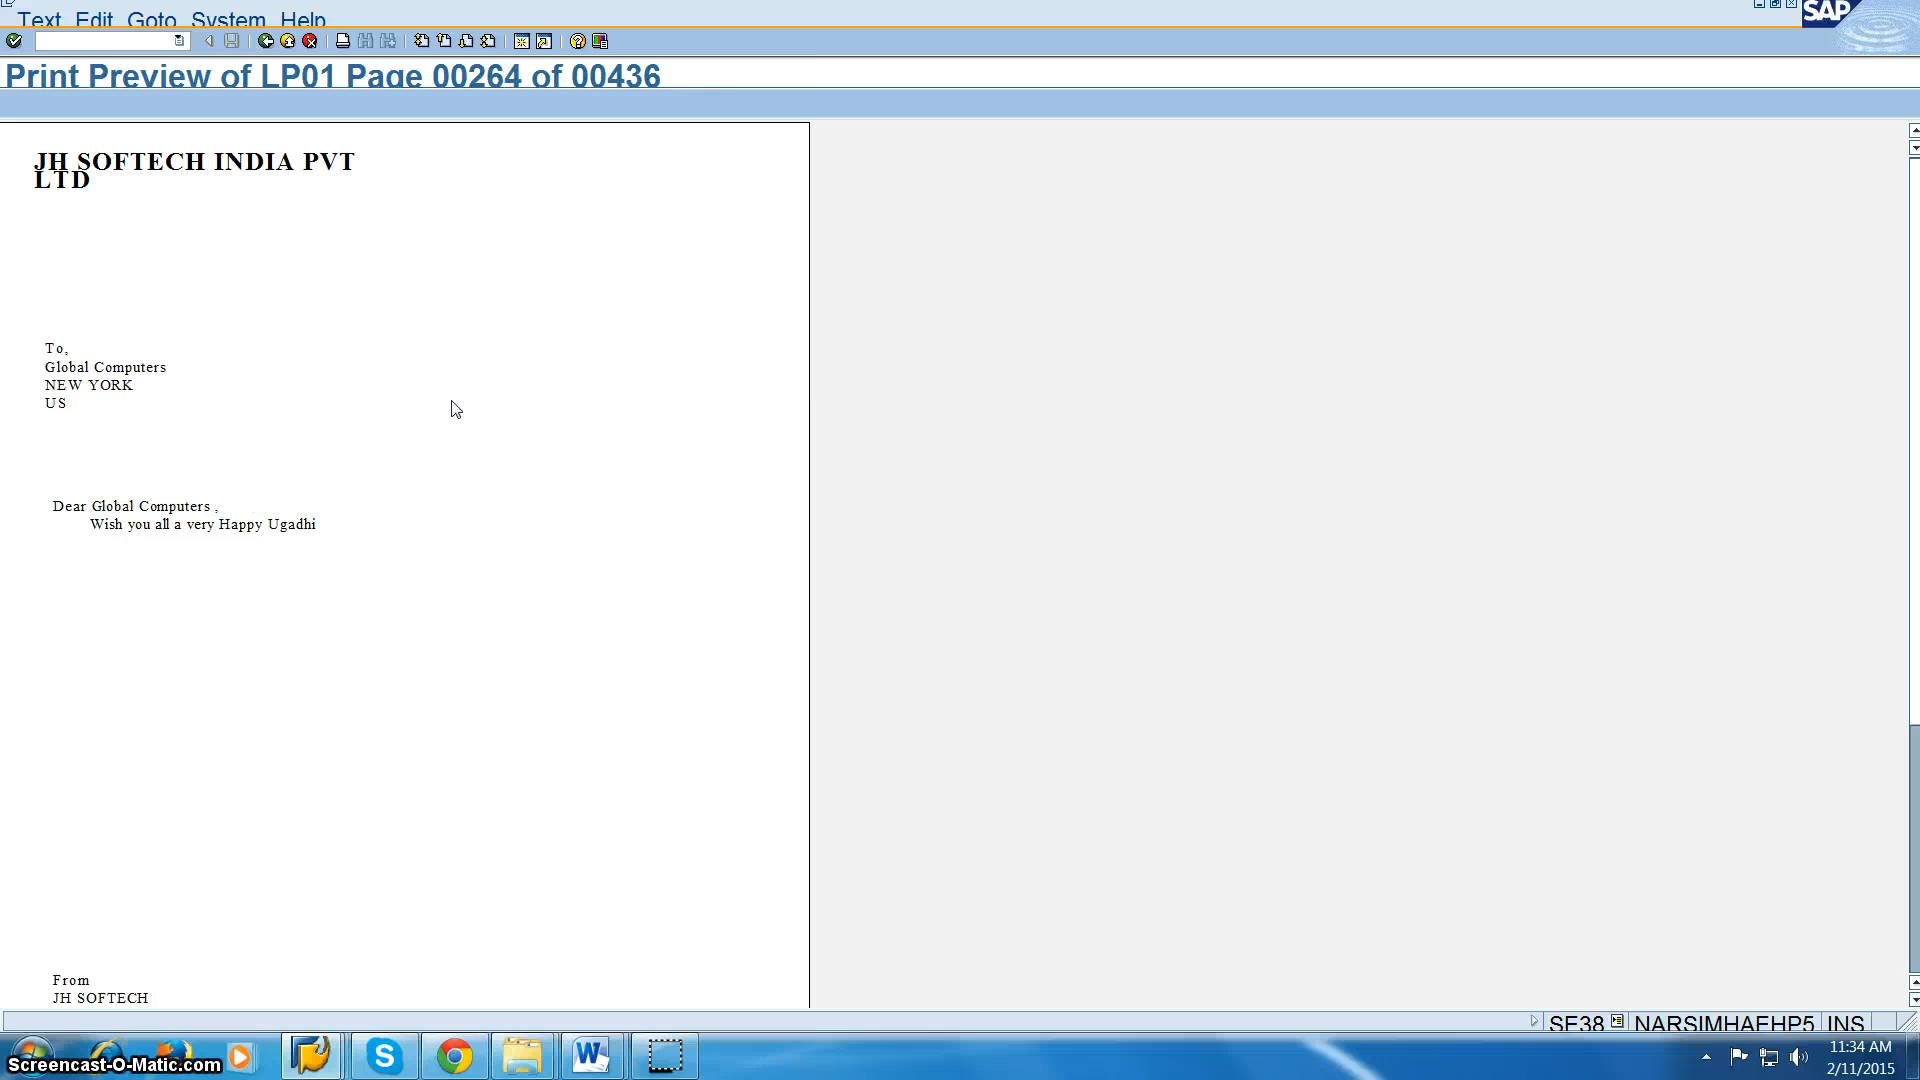 Text Edit Goto System Help
SAP
Print Preview of LP01 Page 00264 of 00436
JH SOFTECH INDIA PVT
LTD
To,
Global Computers
NEW YORK
US
Dear Global Computers ,
Wish you all a very Happy Ugadhi
From
JH SOFTECH
SE38 NARSIMHAEHP5 INS
Screencast-O-Matic.com
11:34 AM
2/11/2015